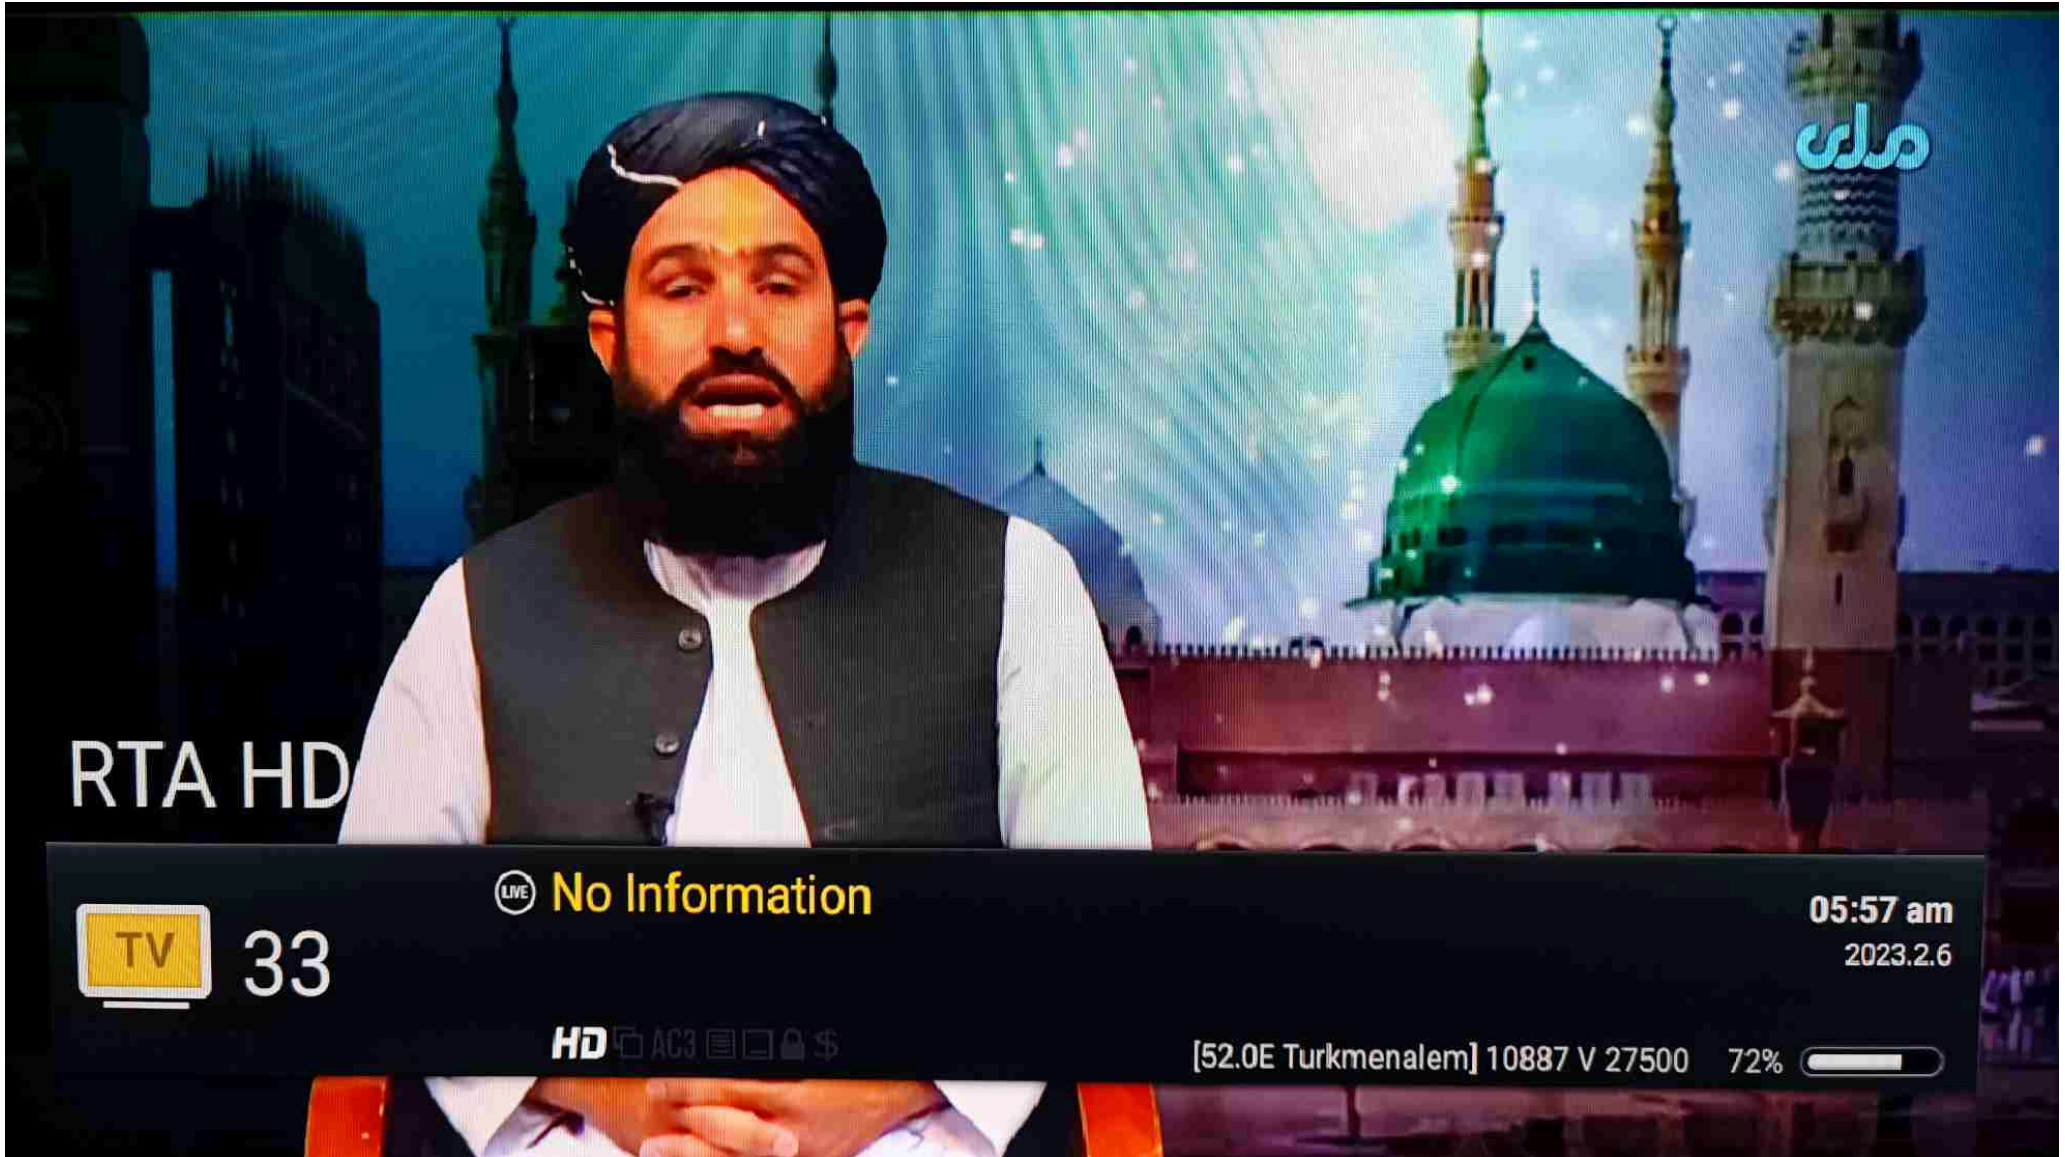 ملی
RTA HD
TV
33
LIVE No Information
05:57 am
2023.2.6
HD AC3 $
[52.0E Turkmenalem] 10887 V 27500 72%